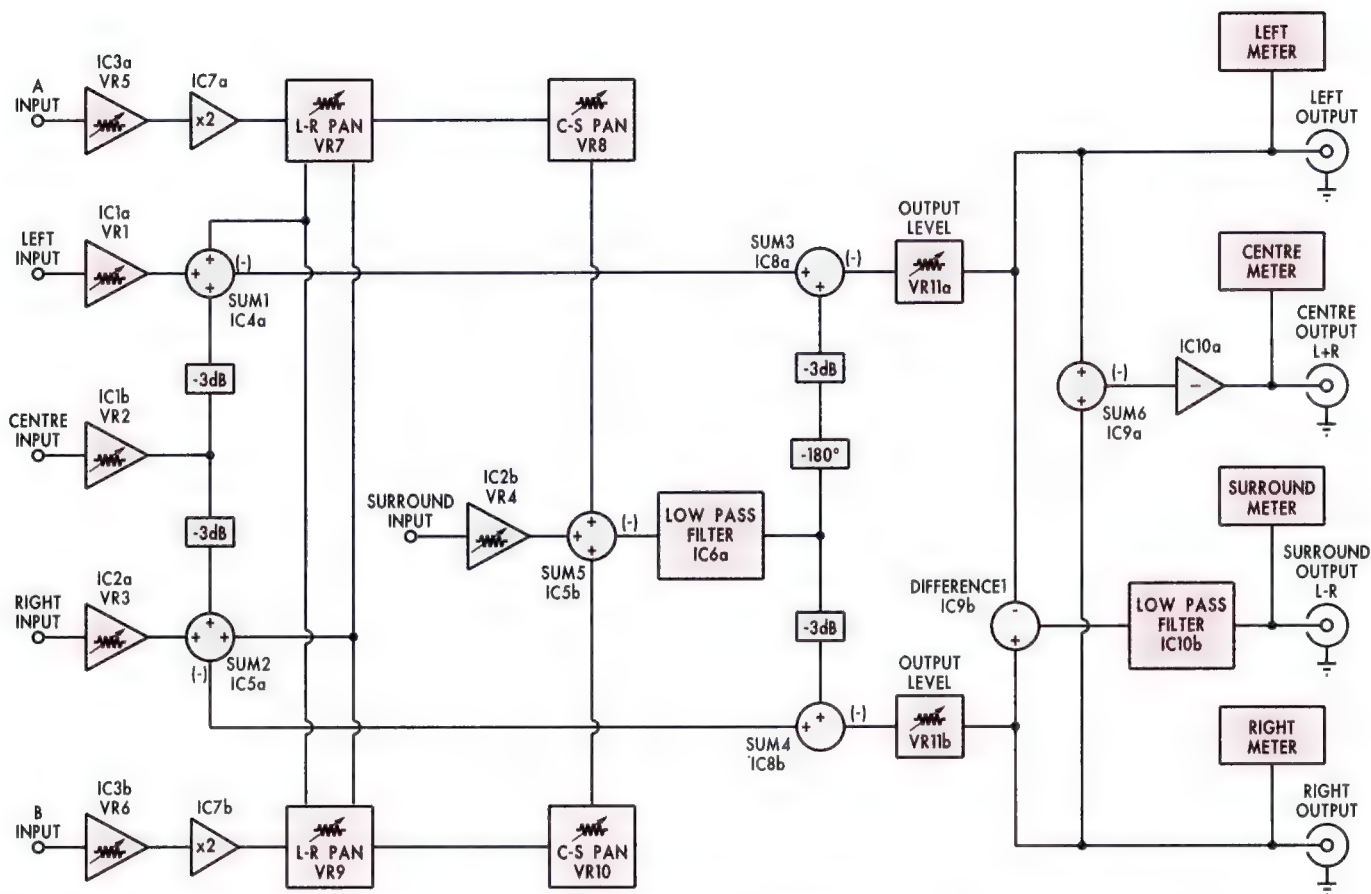 A
INPUT
IC3a
VR5
IC7a
x2
L-R PAN
VR7
C-S PAN
VR8
LEFT
METER
LEFT
OUTPUT
LEFT
INPUT
IC1a
VR1
+
+
+
(-)
SUM1
IC4a
SUM3
IC8a
+
+
(-)
OUTPUT
LEVEL
VR11a
CENTRE
METER
CENTRE
OUTPUT
L+R
-3dB
-3dB
CENTRE
INPUT
IC1b
VR2
+
+
(-)
SUM6
IC9a
IC10a
-
-180°
-3dB
SURROUND
INPUT
IC2b
VR4
+
+
+
(-)
SUM5
IC5b
LOW PASS
FILTER
IC6a
SURROUND
METER
SURROUND
OUTPUT
L-R
RIGHT
INPUT
IC2a
VR3
+
+
+
(-)
SUM2
IC5a
-3dB
DIFFERENCE1
IC9b
-
+
LOW PASS
FILTER
IC10b
+
+
(-)
SUM4
IC8b
OUTPUT
LEVEL
VR11b
RIGHT
METER
RIGHT
OUTPUT
B
INPUT
IC3b
VR6
IC7b
x2
L-R PAN
VR9
C-S PAN
VR10